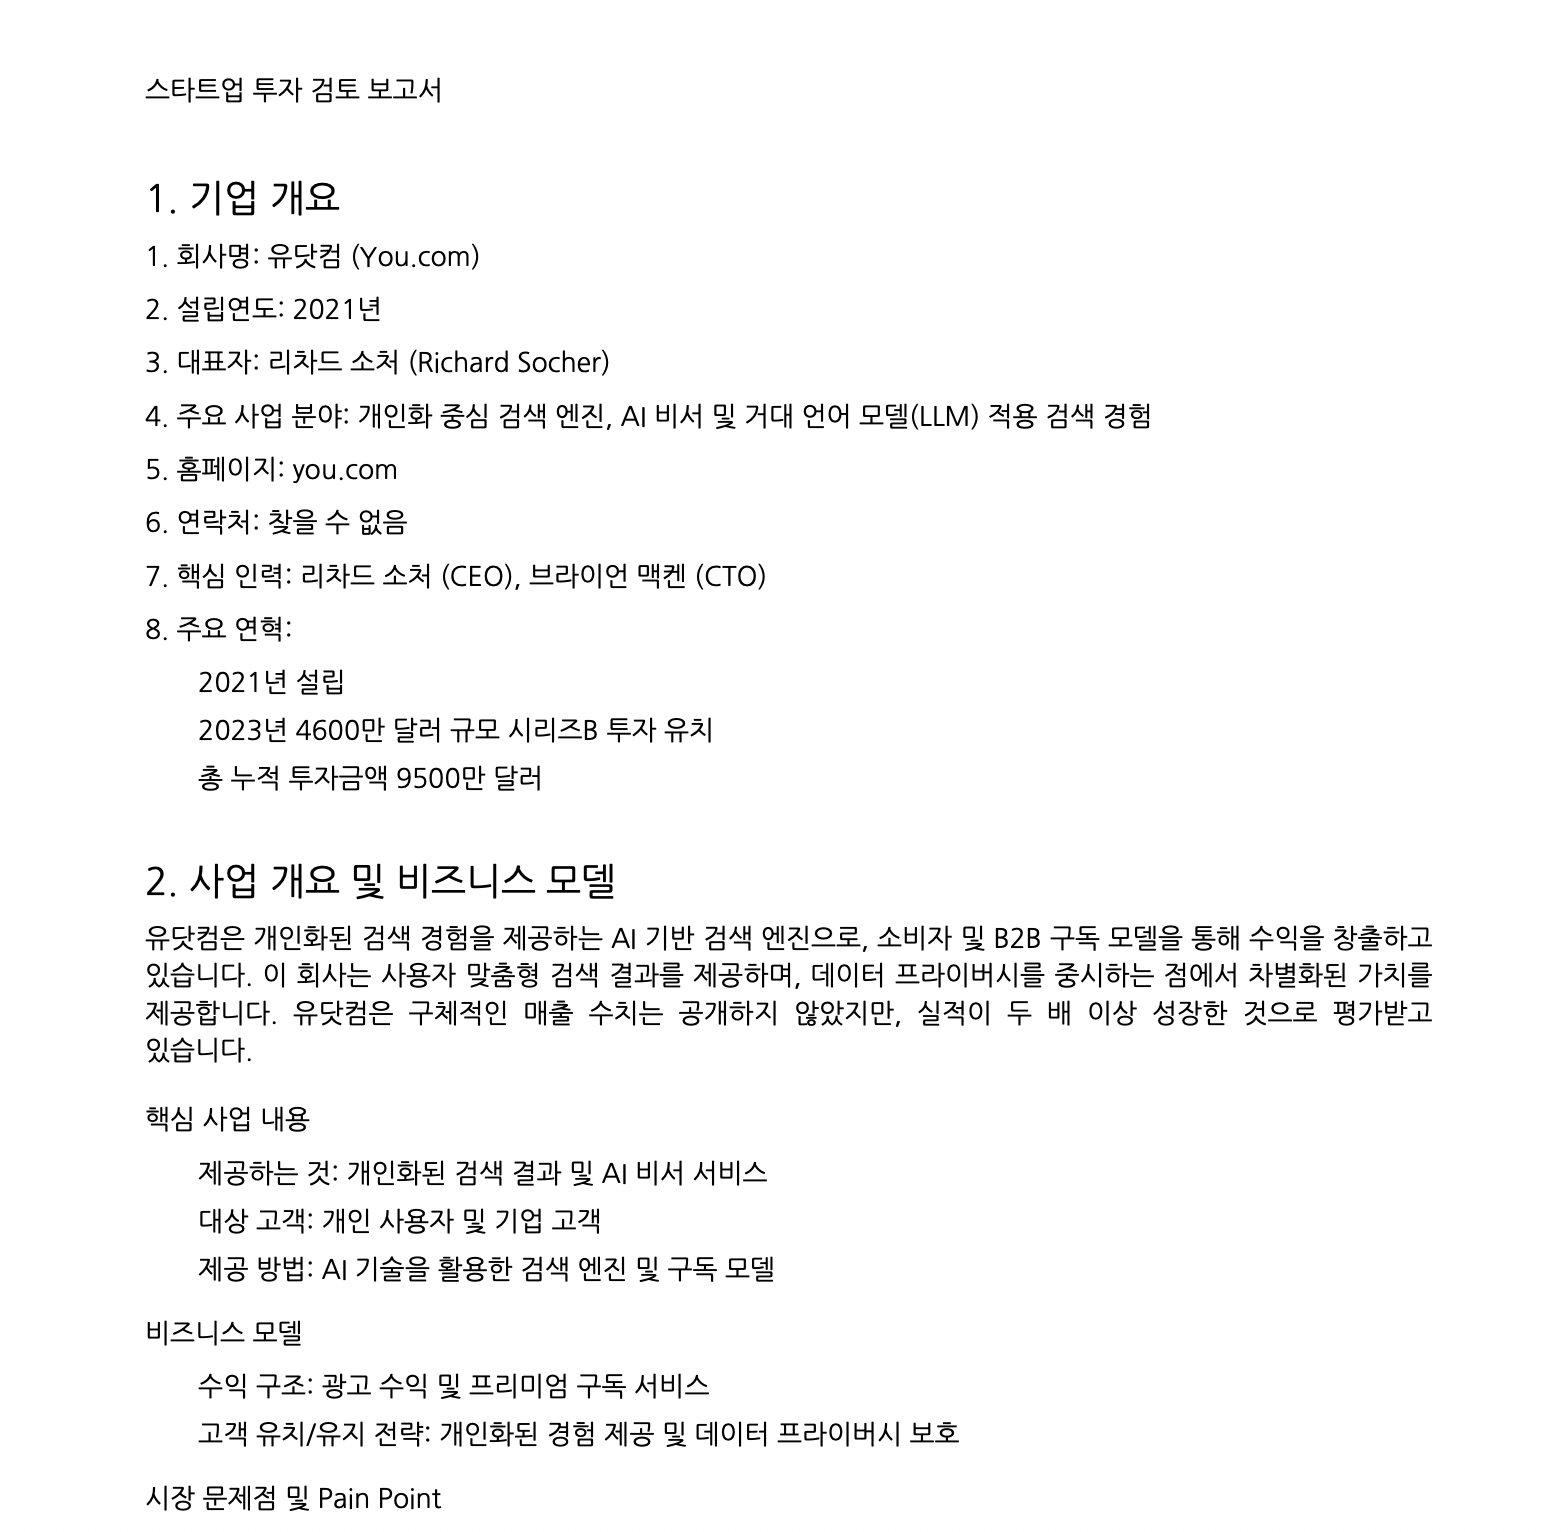 스타트업 투자 검토 보고서
1. 기업 개요
1. 회사명: 유닷컴 (You.com)
2. 설립연도: 2021년
3. 대표자: 리차드 소처 (Richard Socher)
4. 주요 사업 분야: 개인화 중심 검색 엔진, AI 비서 및 거대 언어 모델(LLM) 적용 검색 경험
5. 홈페이지: you.com
6. 연락처: 찾을 수 없음
7. 핵심 인력: 리차드 소처 (CEO), 브라이언 맥켄 (CTO)
8. 주요 연혁:
2021년 설립
2023년 4600만 달러 규모 시리즈B 투자 유치
총 누적 투자금액 9500만 달러
2. 사업 개요 및 비즈니스 모델
유닷컴은 개인화된 검색 경험을 제공하는 AI 기반 검색 엔진으로, 소비자 및 B2B 구독 모델을 통해 수익을 창출하고
있습니다. 이 회사는 사용자 맞춤형 검색 결과를 제공하며, 데이터 프라이버시를 중시하는 점에서 차별화된 가치를
제공합니다. 유닷컴은 구체적인 매출 수치는 공개하지 않았지만, 실적이 두 배 이상 성장한 것으로 평가받고
있습니다.
핵심 사업 내용
제공하는 것: 개인화된 검색 결과 및 AI 비서 서비스
대상 고객: 개인 사용자 및 기업 고객
제공 방법: AI 기술을 활용한 검색 엔진 및 구독 모델
비즈니스 모델
수익 구조: 광고 수익 및 프리미엄 구독 서비스
고객 유치/유지 전략: 개인화된 경험 제공 및 데이터 프라이버시 보호
시장 문제점 및 Pain Point